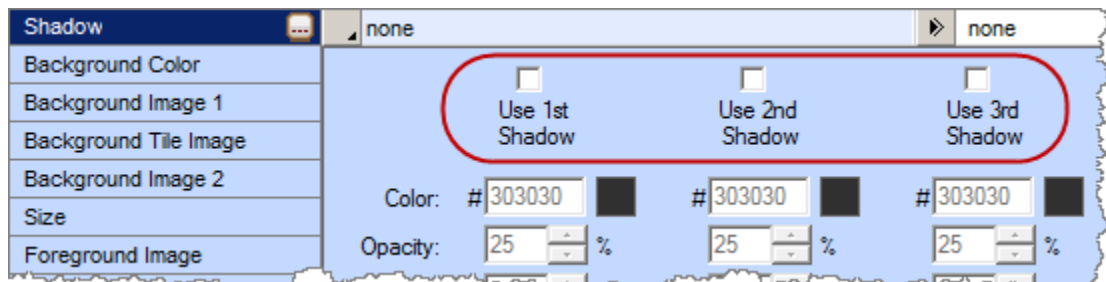 Shadow ... none none
Background Color
Background Image 1
Background Tile Image
Background Image 2
Size
Foreground Image
Use 1st Shadow
Use 2nd Shadow
Use 3rd Shadow
Color: # 303030 # 303030 # 303030
Opacity: 25 % 25 % 25 %